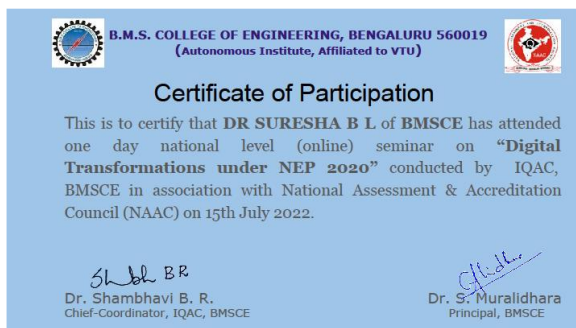 B.M.S. COLLEGE OF ENGINEERING, BENGALURU 560019
(Autonomous Institute, Affiliated to VTU)
Certificate of Participation
This is to certify that DR SURESHA B L of BMSCE has attended
one day national level (online) seminar on “Digital
Transformations under NEP 2020” conducted by IQAC,
BMSCE in association with National Assessment & Accreditation
Council (NAAC) on 15th July 2022.
Dr. Shambhavi B. R.
Chief-Coordinator, IQAC, BMSCE
Dr. S. Muralidhara
Principal, BMSCE